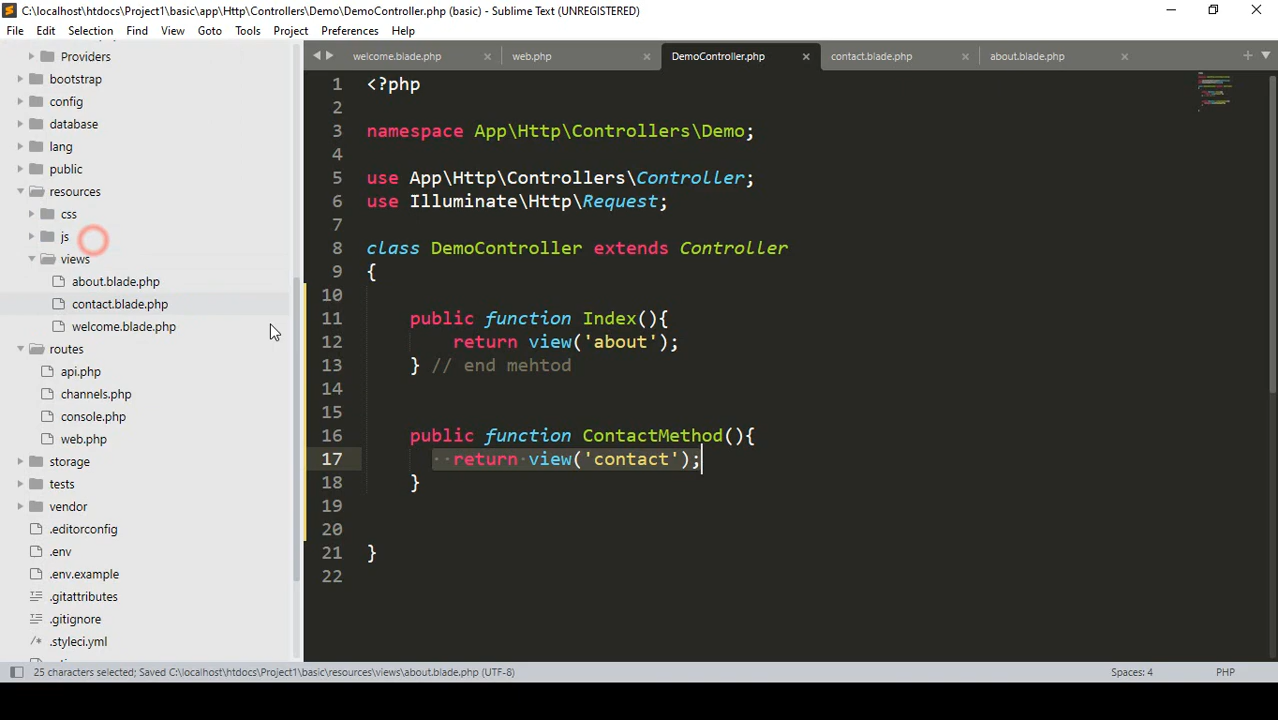 C:\localhost\htdocs\Project1\basic\app\Http\Controllers\Demo\DemoController.php (basic) - Sublime Text (UNREGISTERED)
File Edit Selection Find View Goto Tools Project Preferences Help
Providers
bootstrap
config
database
lang
public
resources
css
js
views
about.blade.php
contact.blade.php
welcome.blade.php
routes
api.php
channels.php
console.php
web.php
storage
tests
vendor
.editorconfig
.env
.env.example
.gitattributes
.gitignore
.styleci.yml
welcome.blade.php web.php DemoController.php contact.blade.php about.blade.php
1 <?php
2
3 namespace App\Http\Controllers\Demo;
4
5 use App\Http\Controllers\Controller;
6 use Illuminate\Http\Request;
7
8 class DemoController extends Controller
9 {
10
11 public function Index(){
12 return view('about');
13 } // end mehtod
14
15
16 public function ContactMethod(){
17 return view('contact');
18 }
19
20
21 }
22
25 characters selected; Saved C:\localhost\htdocs\Project1\basic\resources\views\about.blade.php (UTF-8) Spaces: 4 PHP